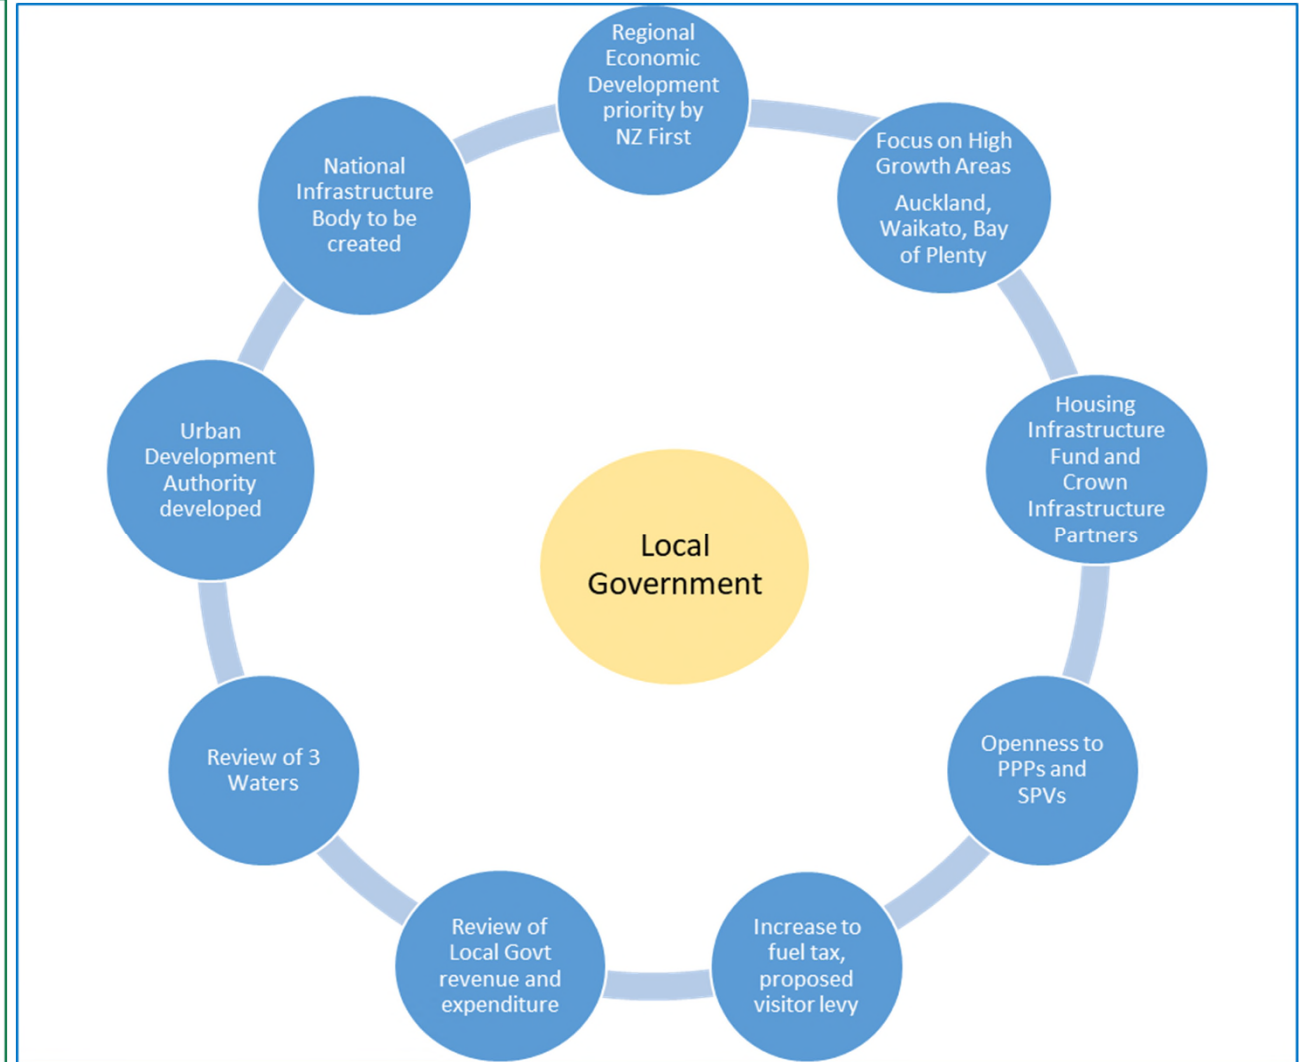 Regional
Economic
Development
priority by
NZ First
Focus on High
Growth Areas
Auckland,
Waikato, Bay
of Plenty
Housing
Infrastructure
Fund and
Crown
Infrastructure
Partners
Openness to
PPPs and
SPVs
Increase to
fuel tax,
proposed
visitor levy
Review of
Local Govt
revenue and
expenditure
Review of 3
Waters
Urban
Development
Authority
developed
National
Infrastructure
Body to be
created
Local
Government